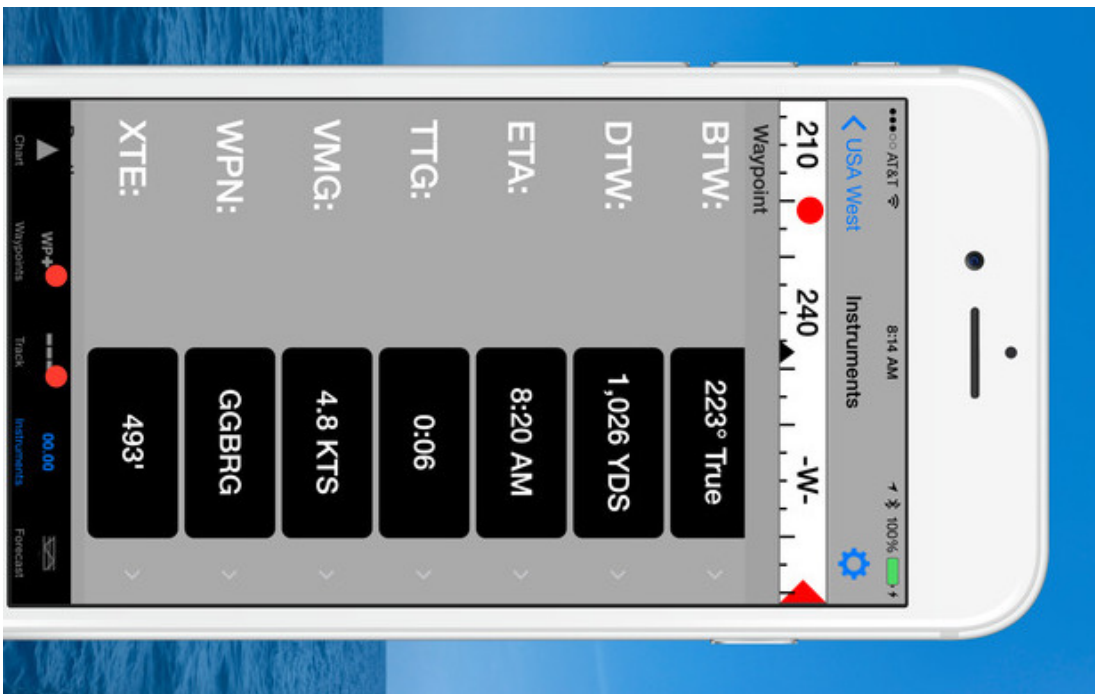 AT&T 8:14 AM 100%
USA West Instruments
210 240 -W-
Waypoint
BTW: 223° True
DTW: 1,026 YDS
ETA: 8:20 AM
TTG: 0:06
VMG: 4.8 KTS
WPN: GGBRG
XTE: 493'
WP+ 00.00
Chart Waypoints Track Instruments Forecast